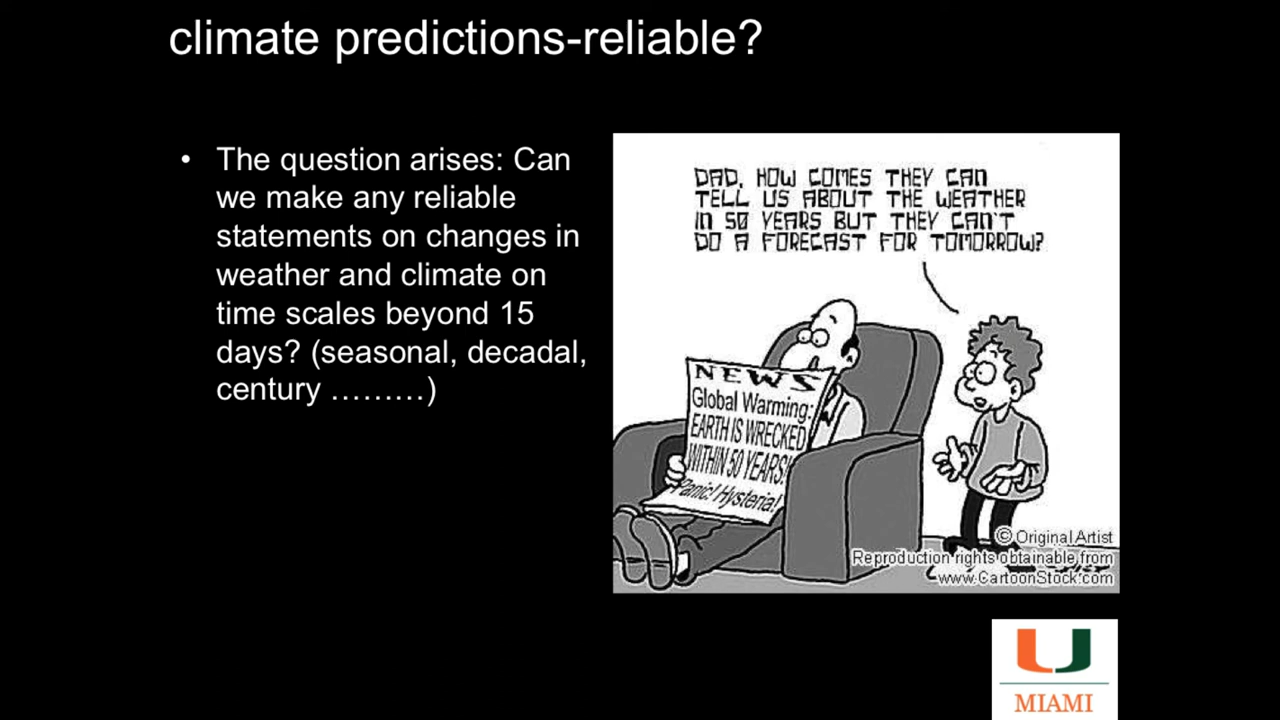 climate predictions-reliable?
• The question arises: Can
we make any reliable
statements on changes in
weather and climate on
time scales beyond 15
days? (seasonal, decadal,
century ………)
DAD, HOW COMES THEY CAN
TELL US ABOUT THE WEATHER
IN 50 YEARS BUT THEY CAN'T
DO A FORECAST FOR TOMORROW?
NEWS
Global Warming:
EARTH IS WRECKED
WITHIN 50 YEARS!
Panic! Hysteria!
© Original Artist
Reproduction rights obtainable from
www.CartoonStock.com
U
MIAMI